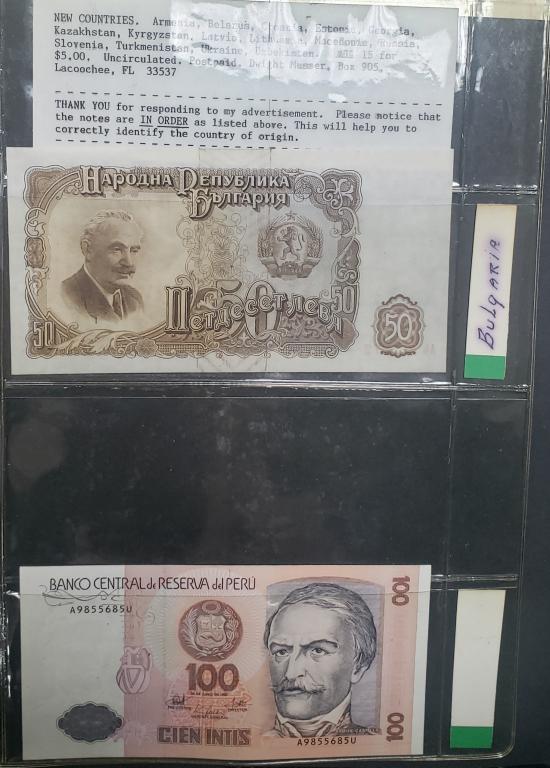 NEW COUNTRIES. Armenia, Belarus, Croatia, Estonia, Georgia,
Kazakhstan, Kyrgyzstan, Latvia, Lithuania, Macedonia, Russia,
Slovenia, Turkmenistan, Ukraine, Uzbekistan. ALL 15 for
$5.00, Uncirculated. Postpaid. Dwight Musser, Box 905,
Lacoochee, FL 33537
THANK YOU for responding to my advertisement. Please notice that
the notes are IN ORDER as listed above. This will help you to
correctly identify the country of origin.
НАРОДНА РЕПУБЛИКА
БЪЛГАРИЯ
50
ПЕТДЕСЕТ ЛЕВА
50
50
50
BulgARIA
BANCO CENTRAL de RESERVA del PERÚ
A9855685U
100
100
CIEN INTIS
100
A9855685U